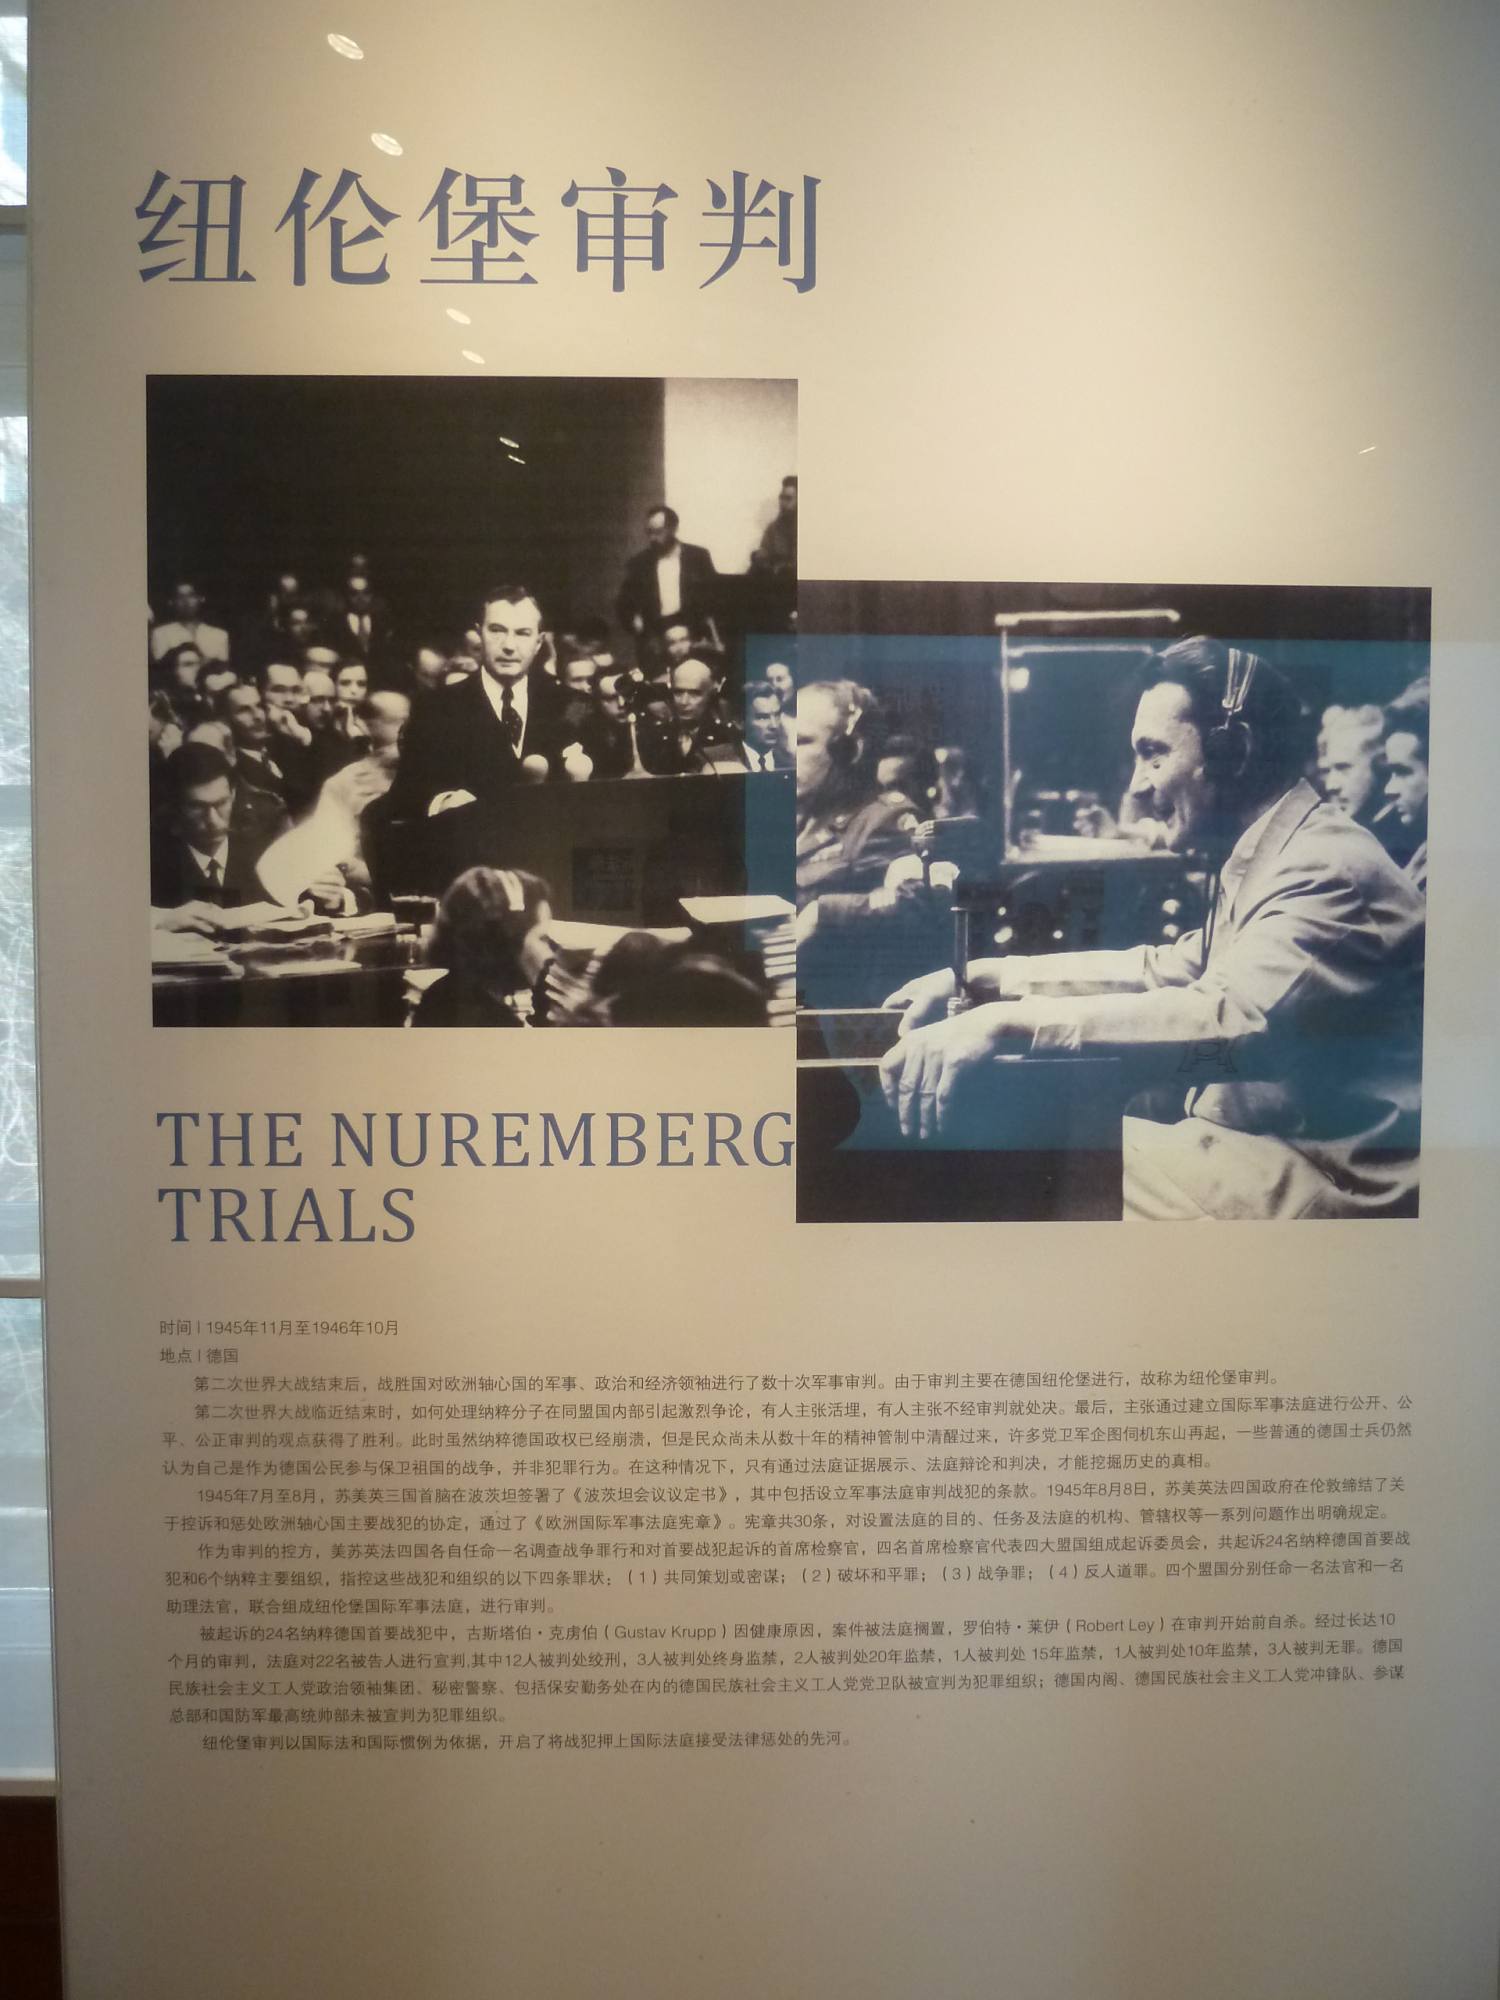 纽伦堡审判
THE NUREMBERG
TRIALS
时间 | 1945年11月至1946年10月
地点 | 德国
第二次世界大战结束后，战胜国对欧洲轴心国的军事、政治和经济领袖进行了数十次军事审判。由于审判主要在德国纽伦堡进行，故称为纽伦堡审判。
第二次世界大战临近结束时，如何处理纳粹分子在同盟国内部引起激烈争论，有人主张活埋，有人主张不经审判就处决。最后，主张通过建立国际军事法庭进行公开、公
平、公正审判的观点获得了胜利。此时虽然纳粹德国政权已经崩溃，但是民众尚未从数十年的精神管制中清醒过来，许多党卫军企图伺机东山再起，一些普通的德国士兵仍然
认为自己是作为德国公民参与保卫祖国的战争，并非犯罪行为。在这种情况下，只有通过法庭证据展示、法庭辩论和判决，才能挖掘历史的真相。
1945年7月至8月，苏美英三国首脑在波茨坦签署了《波茨坦会议议定书》，其中包括设立军事法庭审判战犯的条款。1945年8月8日，苏美英法四国政府在伦敦缔结了关
于控诉和惩处欧洲轴心国主要战犯的协定，通过了《欧洲国际军事法庭宪章》。宪章共30条，对设置法庭的目的、任务及法庭的机构、管辖权等一系列问题作出明确规定。
作为审判的控方，美苏英法四国各自任命一名调查战争罪行和对首要战犯起诉的首席检察官，四名首席检察官代表四大盟国组成起诉委员会，共起诉24名纳粹德国首要战
犯和6个纳粹主要组织，指控这些战犯和组织的以下四条罪状：（1）共同策划或密谋；（2）破坏和平罪；（3）战争罪；（4）反人道罪。四个盟国分别任命一名法官和一名
助理法官，联合组成纽伦堡国际军事法庭，进行审判。
被起诉的24名纳粹德国首要战犯中，古斯塔伯·克虏伯（Gustav Krupp）因健康原因，案件被法庭搁置，罗伯特·莱伊（Robert Ley）在审判开始前自杀。经过长达10
个月的审判，法庭对22名被告人进行宣判,其中12人被判处绞刑，3人被判处终身监禁，2人被判处20年监禁，1人被判处 15年监禁，1人被判处10年监禁，3人被判无罪。德国
民族社会主义工人党政治领袖集团、秘密警察、包括保安勤务处在内的德国民族社会主义工人党党卫队被宣判为犯罪组织；德国内阁、德国民族社会主义工人党冲锋队、参谋
总部和国防军最高统帅部未被宣判为犯罪组织。
纽伦堡审判以国际法和国际惯例为依据，开启了将战犯押上国际法庭接受法律惩处的先河。